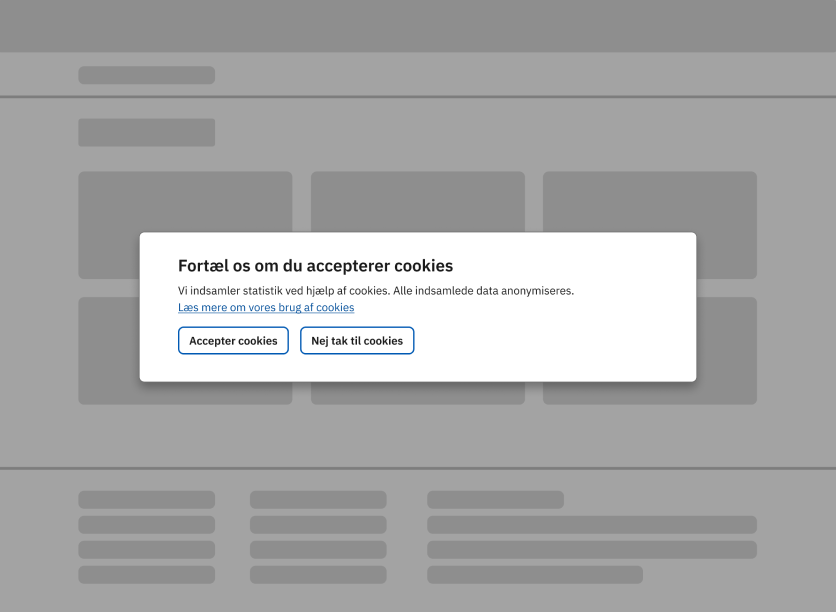 Fortæl os om du accepterer cookies
Vi indsamler statistik ved hjælp af cookies. Alle indsamlede data anonymiseres.
Læs mere om vores brug af cookies
Accepter cookies Nej tak til cookies